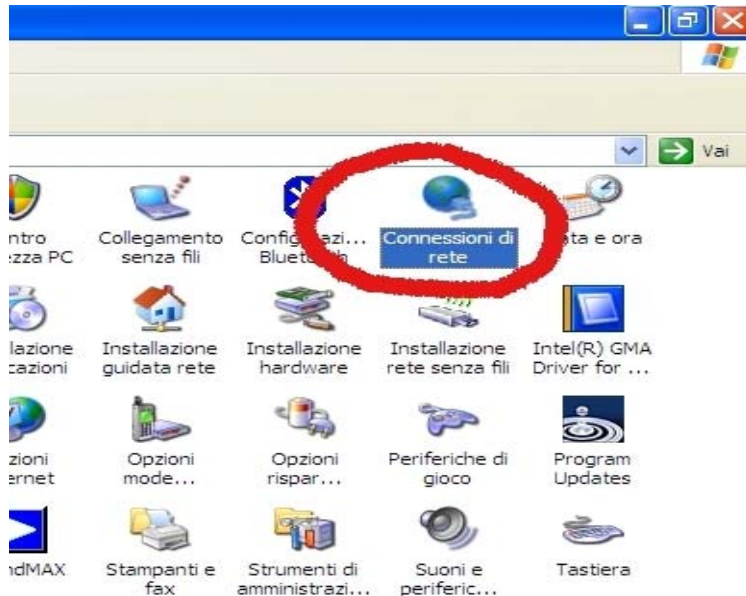 Vai
ntro
ezza PC
Collegamento
senza fili
Configurazi...
Bluetooth
Connessioni di
rete
ata e ora
lazione
cazioni
Installazione
guidata rete
Installazione
hardware
Installazione
rete senza fili
Intel(R) GMA
Driver for ...
zioni
ernet
Opzioni
mode...
Opzioni
rispar...
Periferiche di
gioco
Program
Updates
ndMAX
Stampanti e
fax
Strumenti di
amministrazi...
Suoni e
periferic...
Tastiera